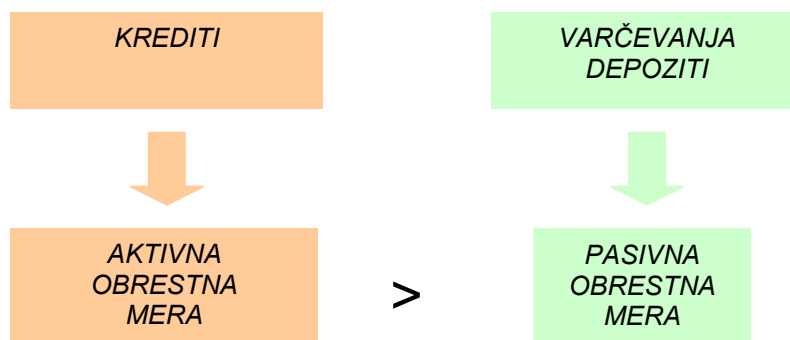 KREDITI
VARČEVANJA
DEPOZITI
AKTIVNA
OBRESTNA
MERA
>
PASIVNA
OBRESTNA
MERA